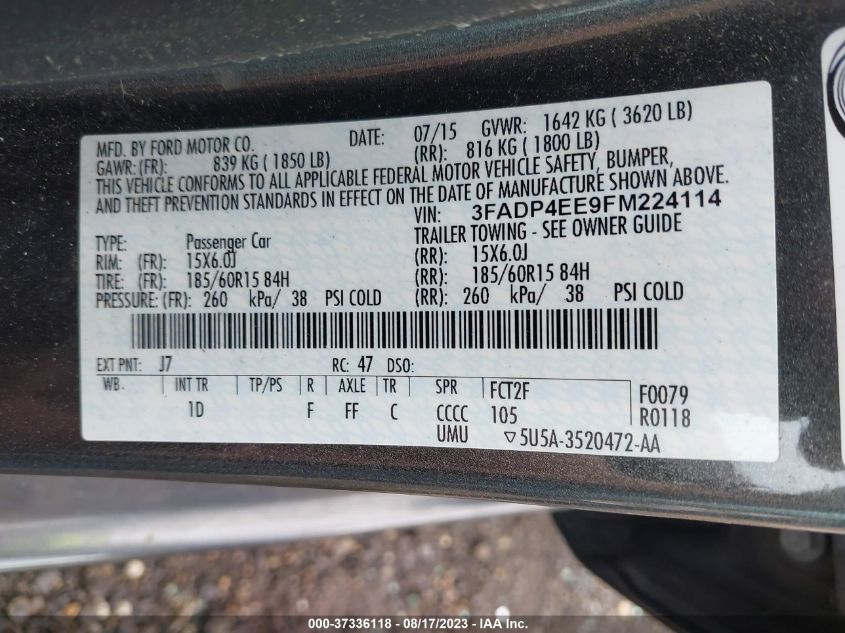 MFD. BY FORD MOTOR CO. DATE: 07/15 GVWR: 1642 KG ( 3620 LB)
GAWR: (FR): 839 KG ( 1850 LB) (RR): 816 KG ( 1800 LB)
THIS VEHICLE CONFORMS TO ALL APPLICABLE FEDERAL MOTOR VEHICLE SAFETY, BUMPER,
AND THEFT PREVENTION STANDARDS IN EFFECT ON THE DATE OF MANUFACTURE SHOWN ABOVE.
VIN: 3FADP4EE9FM224114
TYPE: Passenger Car TRAILER TOWING - SEE OWNER GUIDE
RIM: (FR): 15X6.0J (RR): 15X6.0J
TIRE: (FR): 185/60R15 84H (RR): 185/60R15 84H
PRESSURE: (FR): 260 kPa/ 38 PSI COLD (RR): 260 kPa/ 38 PSI COLD
EXT PNT: J7 RC: 47 DSO:
WB. INT TR TP/PS R AXLE TR SPR FCT2F F0079
1D F FF C CCCC 105 R0118
UMU ▽5U5A-3520472-AA
000-37336118 - 08/17/2023 - IAA Inc.